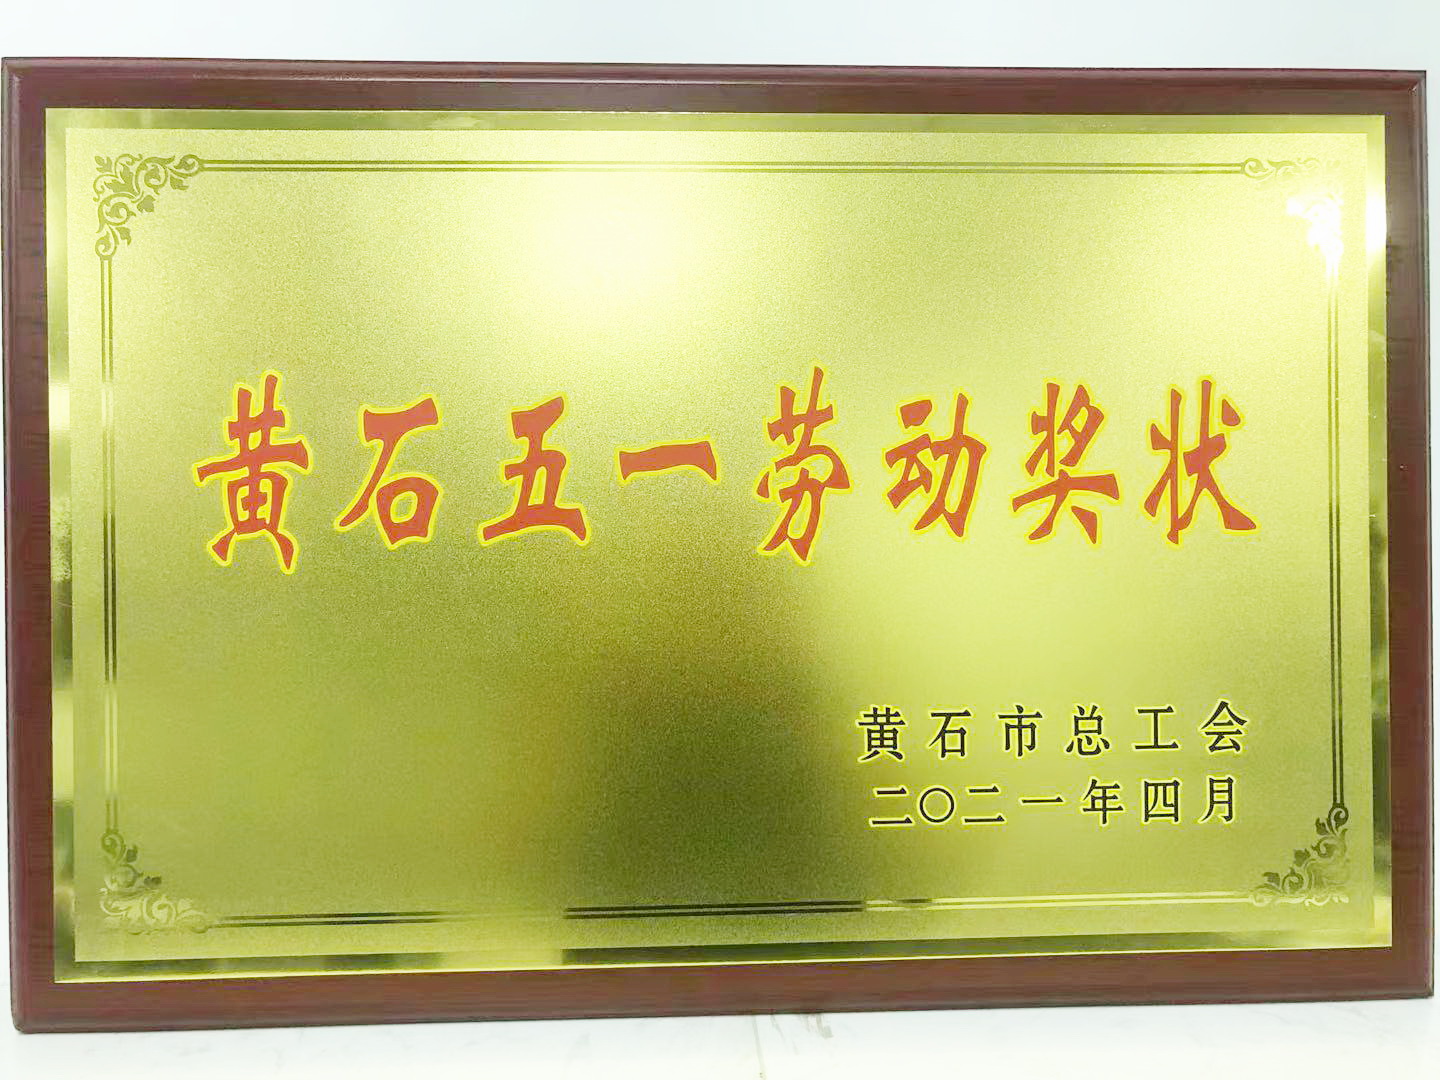 黄石五一劳动奖状
黄石市总工会
二〇二一年四月